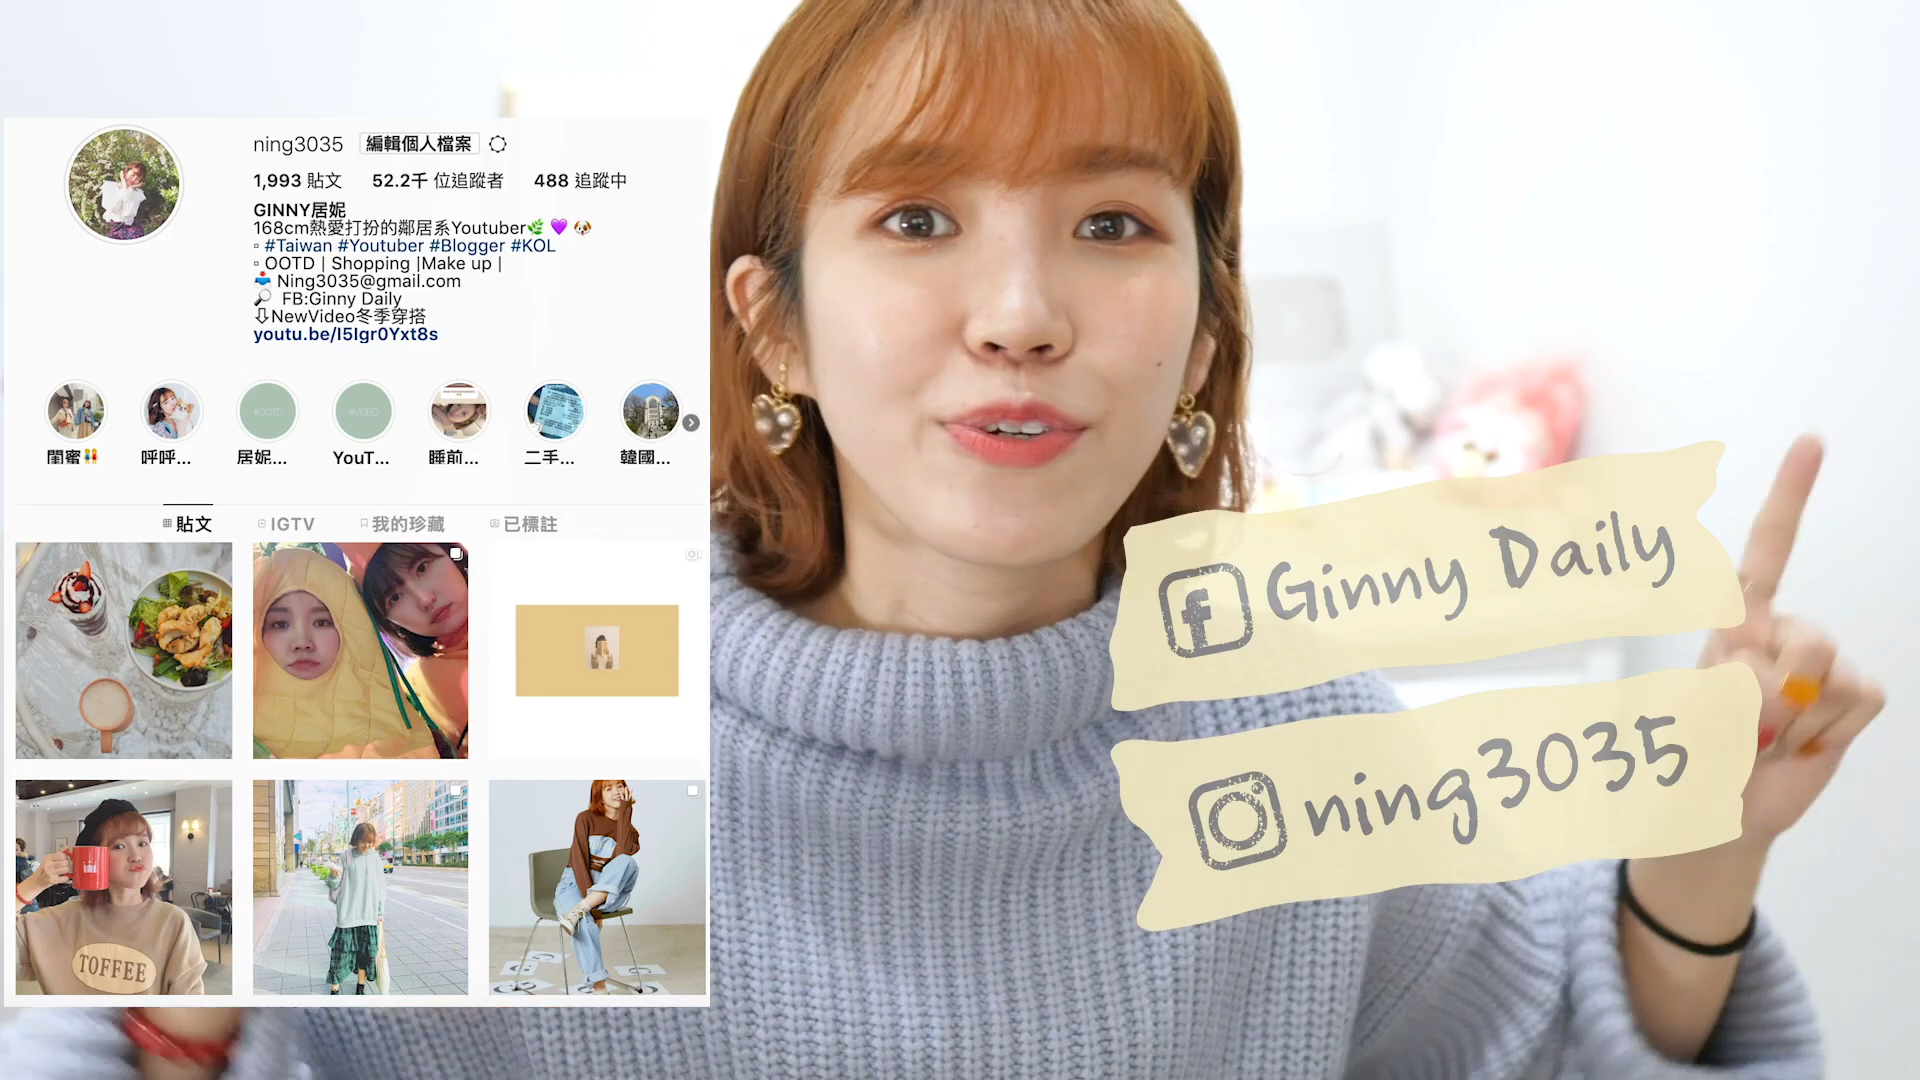 ning3035 編輯個人檔案
1,993 貼文 52.2千 位追蹤者 488 追蹤中
GINNY居妮
168cm熱愛打扮的鄰居系Youtuber🌿 💜 🐶
▫ #Taiwan #Youtuber #Blogger #KOL
▫ OOTD | Shopping |Make up |
📩 Ning3035@gmail.com
🔎 FB:Ginny Daily
⇩NewVideo冬季穿搭
youtu.be/I5Igr0Yxt8s
#OOTD #VIDEO
閨蜜👭 呼呼... 居妮... YouT... 睡前... 二手... 韓國...
貼文 IGTV 我的珍藏 已標註
TOFFEE
Ginny Daily
ning3035